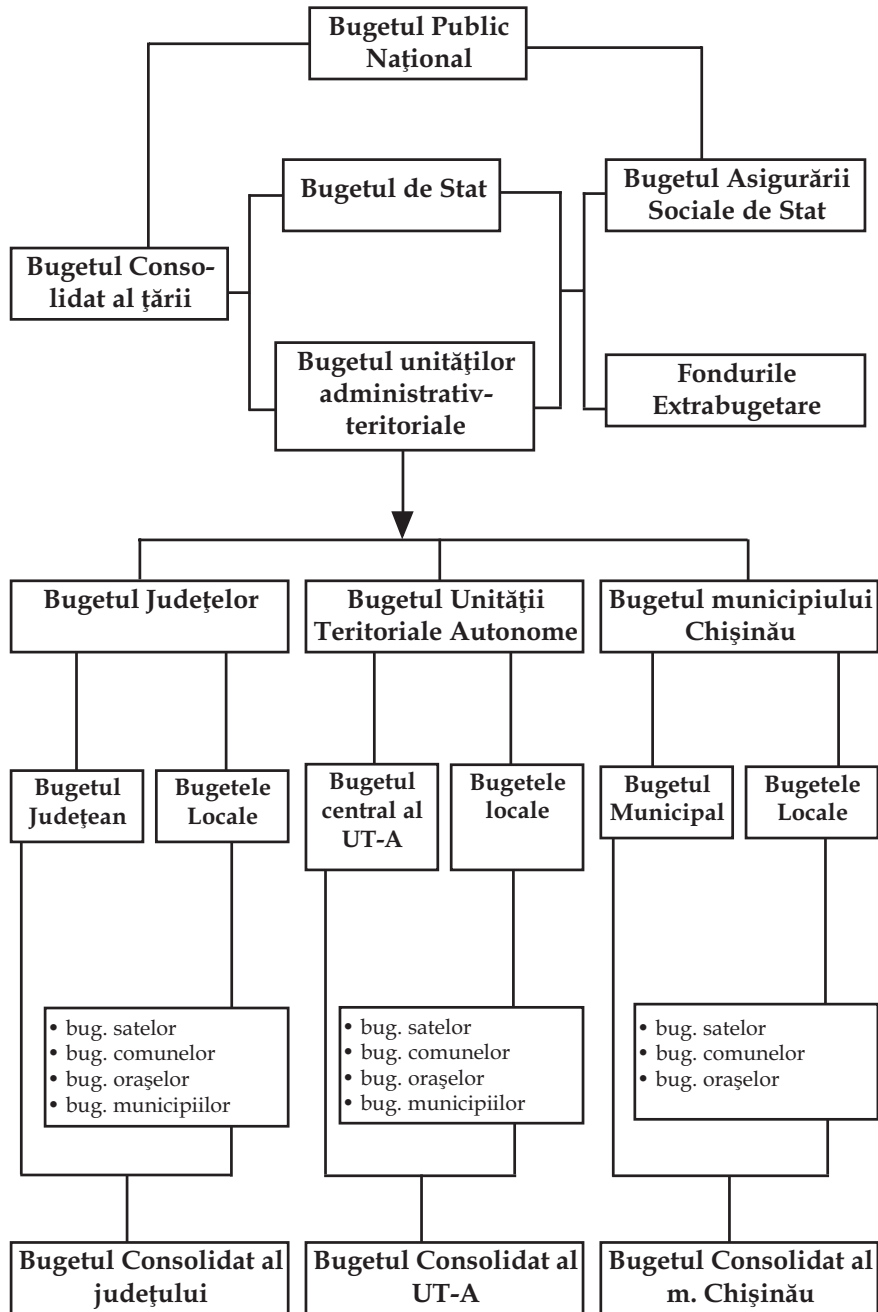 Bugetul Public
Naţional
Bugetul de Stat
Bugetul Asigurării
Sociale de Stat
Bugetul Conso-
lidat al ţării
Bugetul unităţilor
administrativ-
teritoriale
Fondurile
Extrabugetare
Bugetul Judeţelor
Bugetul Unităţii
Teritoriale Autonome
Bugetul municipiului
Chişinău
Bugetul
Judeţean
Bugetele
Locale
Bugetul
central al
UT-A
Bugetele
locale
Bugetul
Municipal
Bugetele
Locale
• bug. satelor
• bug. comunelor
• bug. oraşelor
• bug. municipiilor
• bug. satelor
• bug. comunelor
• bug. oraşelor
• bug. municipiilor
• bug. satelor
• bug. comunelor
• bug. oraşelor
Bugetul Consolidat al
judeţului
Bugetul Consolidat al
UT-A
Bugetul Consolidat al
m. Chişinău